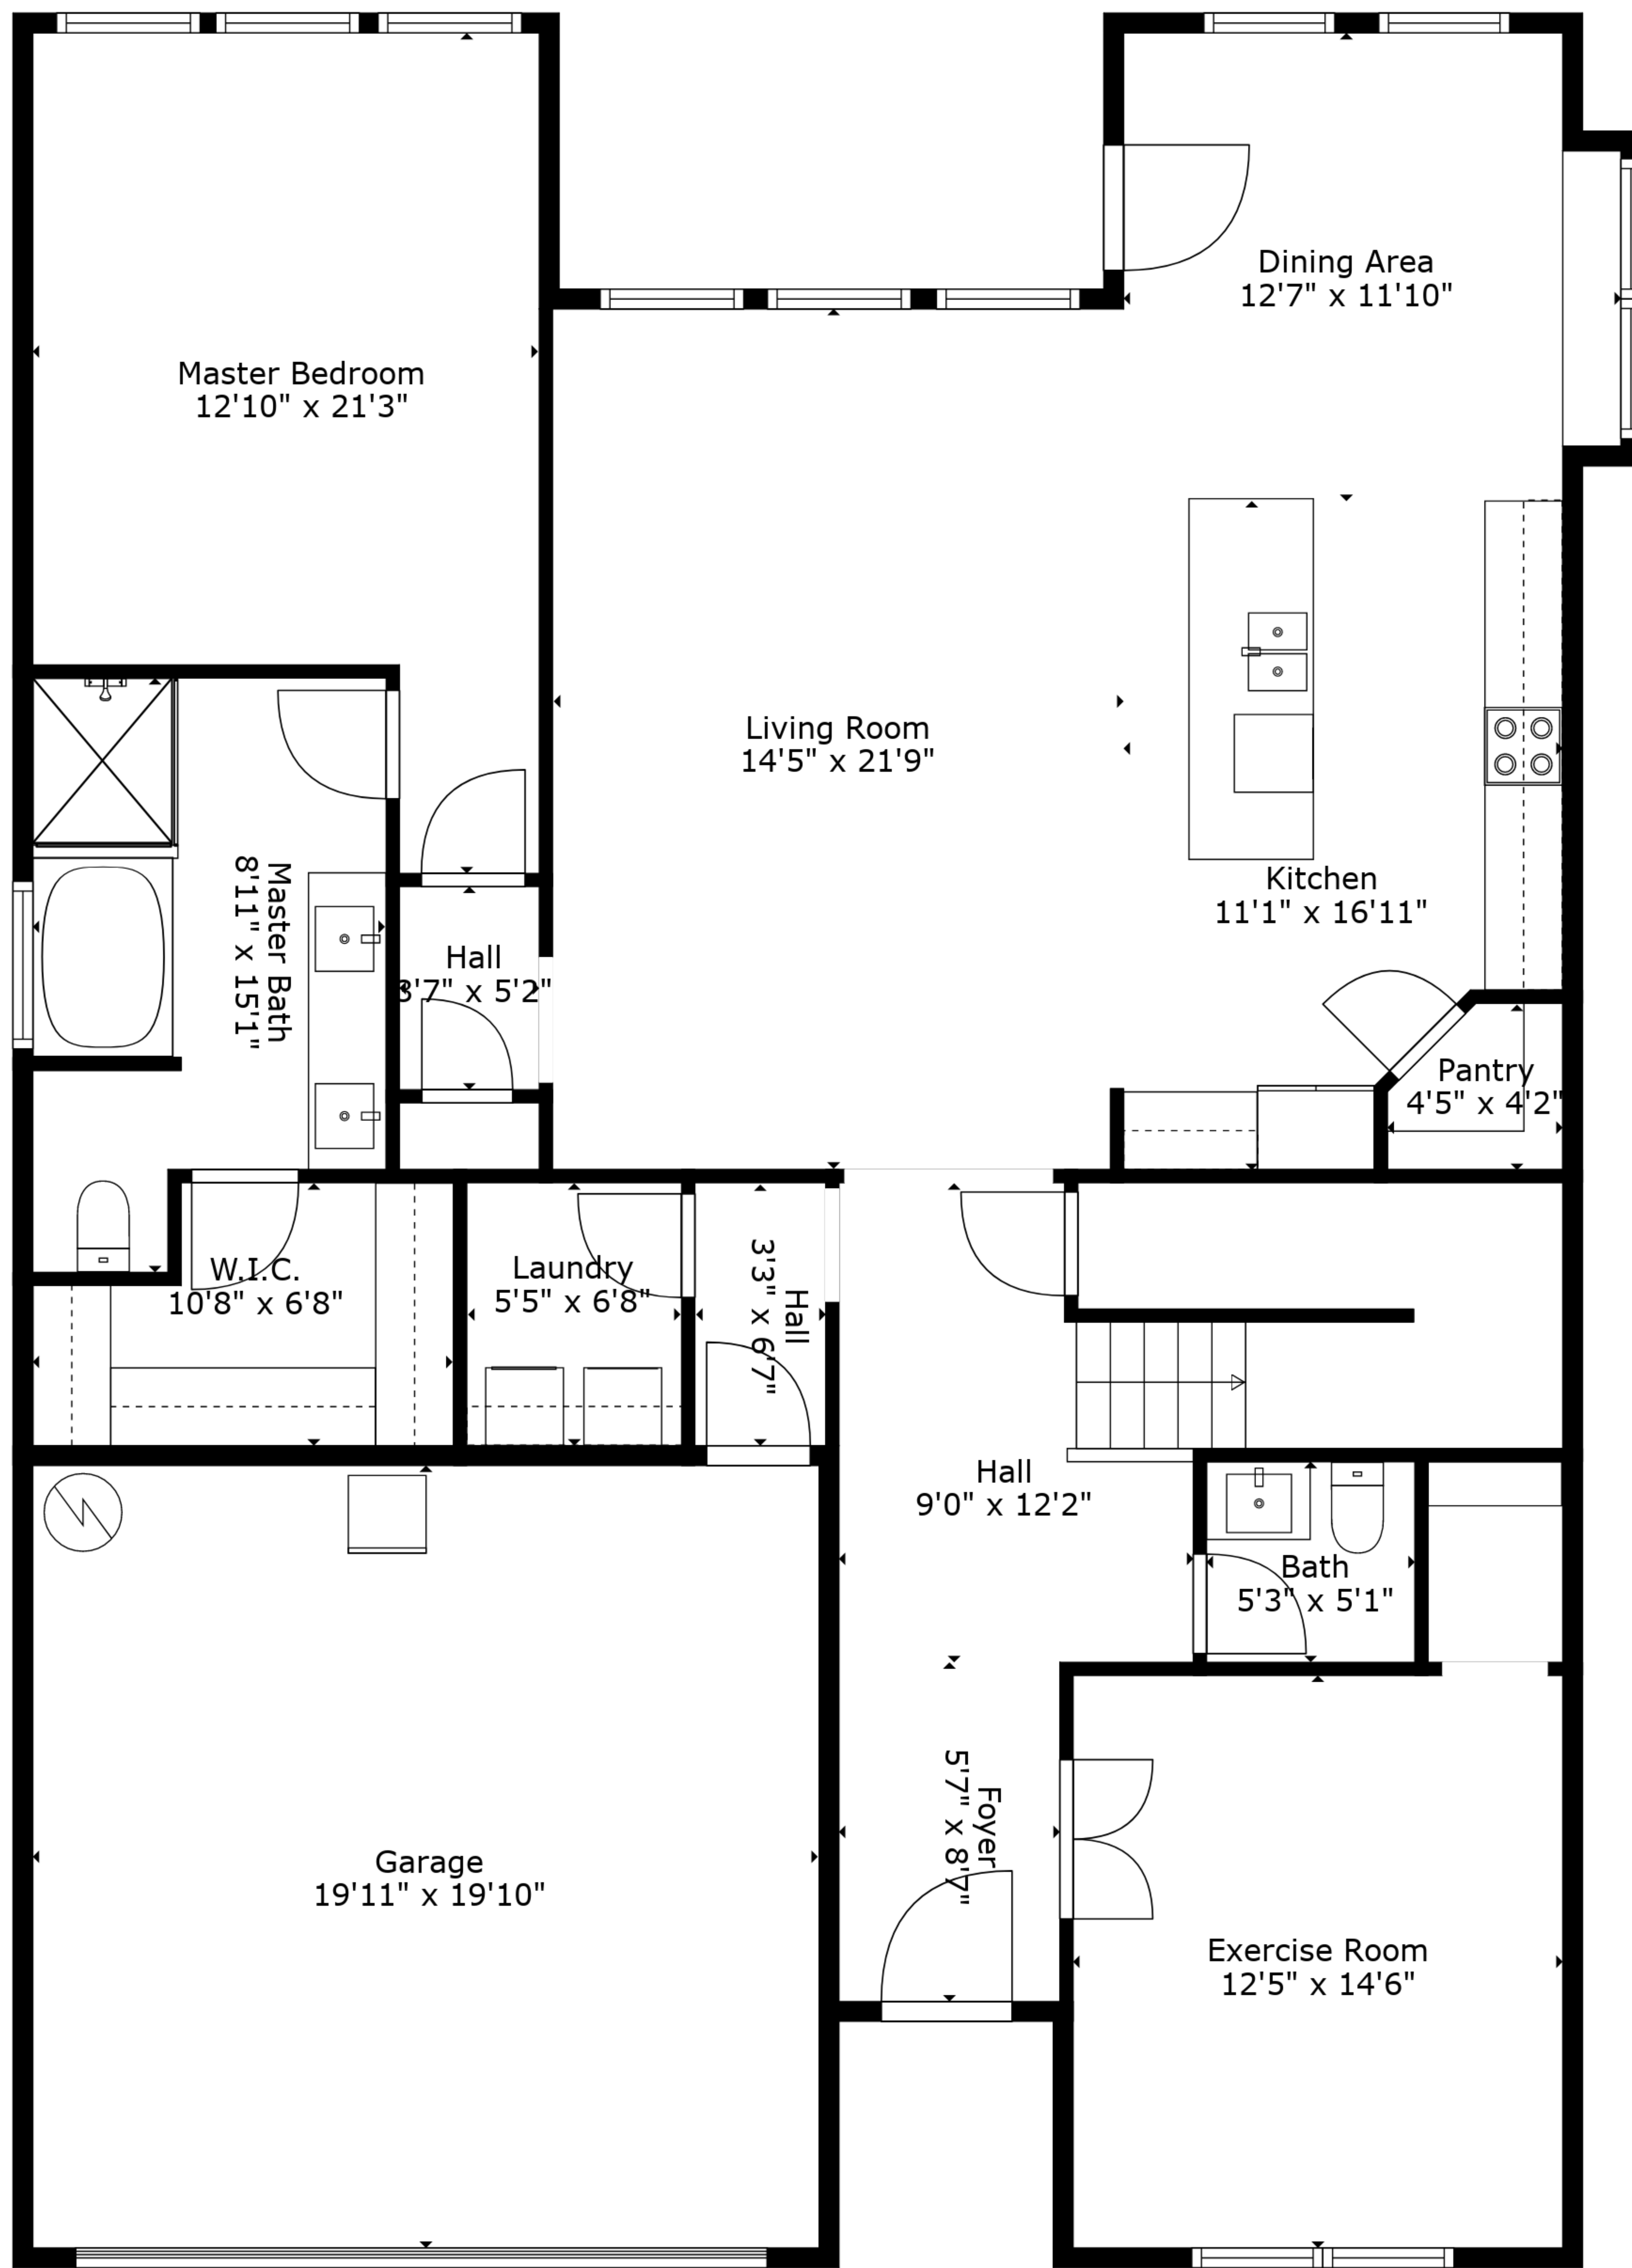 Dining Area
12'7" x 11'10"
Master Bedroom
12'10" x 21'3"
Living Room
14'5" x 21'9"
Kitchen
11'1" x 16'11"
Master Bath
8'11" x 15'1"
Hall
3'7" x 5'2"
Pantry
4'5" x 4'2"
W.I.C.
10'8" x 6'8"
Laundry
5'5" x 6'8"
Hall
3'3" x 6'7"
Hall
9'0" x 12'2"
Bath
5'3" x 5'1"
Foyer
5'7" x 8'7"
Garage
19'11" x 19'10"
Exercise Room
12'5" x 14'6"